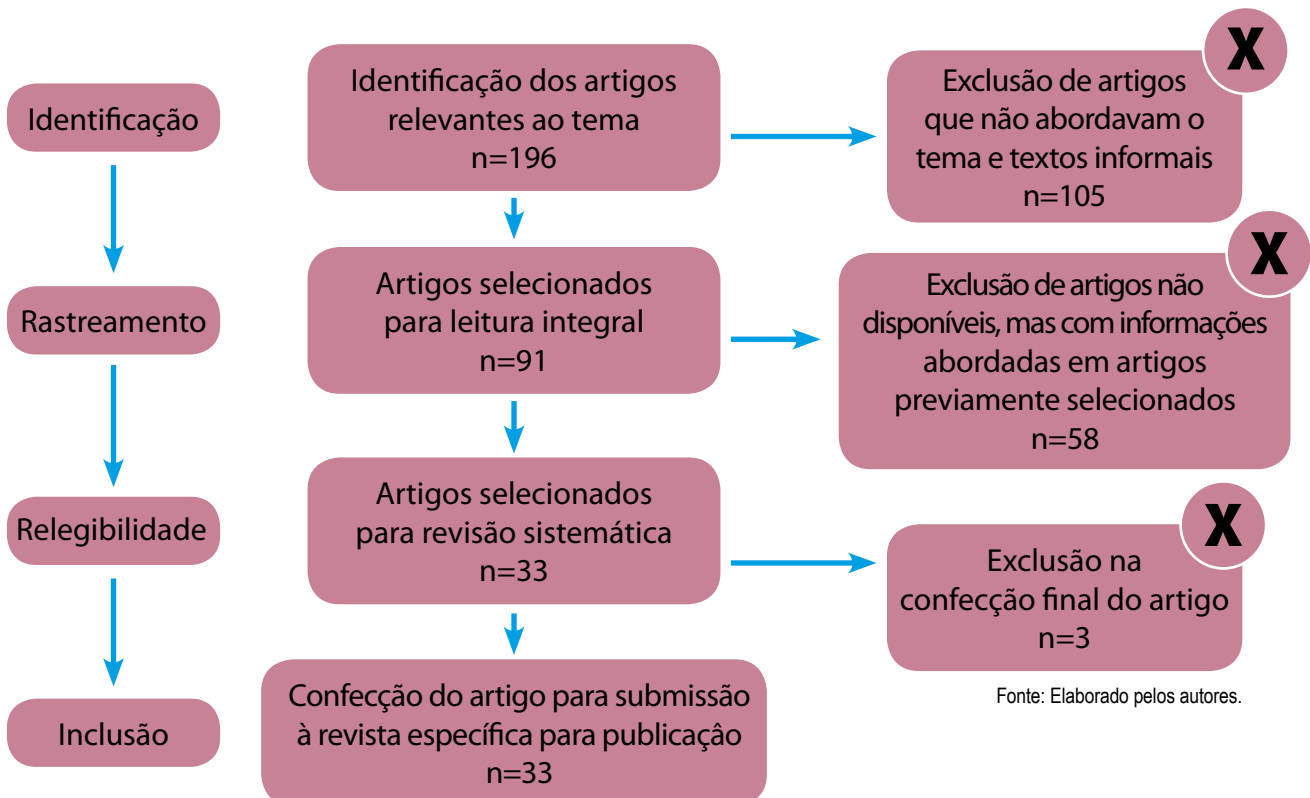 Identificação
Identificação dos artigos
relevantes ao tema
n=196
X
Exclusão de artigos
que não abordavam o
tema e textos informais
n=105
Rastreamento
Artigos selecionados
para leitura integral
n=91
X
Exclusão de artigos não
disponíveis, mas com informações
abordadas em artigos
previamente selecionados
n=58
Relegibilidade
Artigos selecionados
para revisão sistemática
n=33
X
Exclusão na
confecção final do artigo
n=3
Inclusão
Confecção do artigo para submissão
à revista específica para publicaçâo
n=33
Fonte: Elaborado pelos autores.